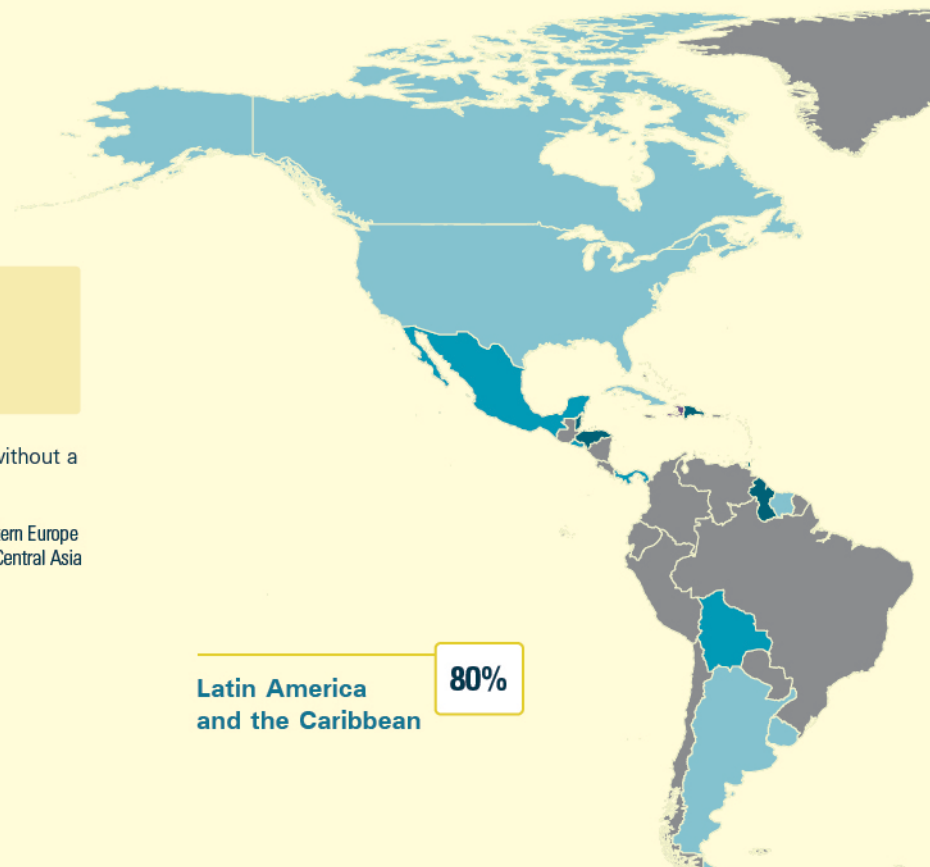 without a
ern Europe
Central Asia
Latin America
and the Caribbean
80%